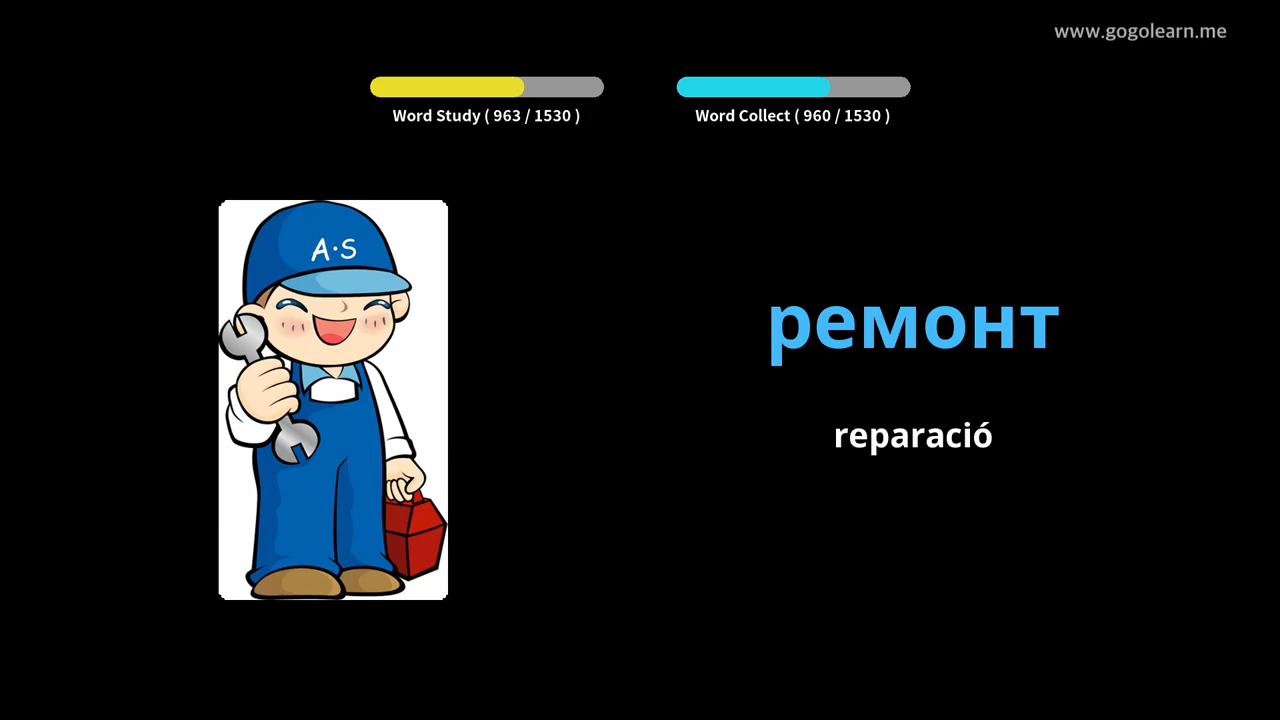 www.gogolearn.me
Word Study ( 963 / 1530 )
Word Collect ( 960 / 1530 )
A·S
ремонт
reparació